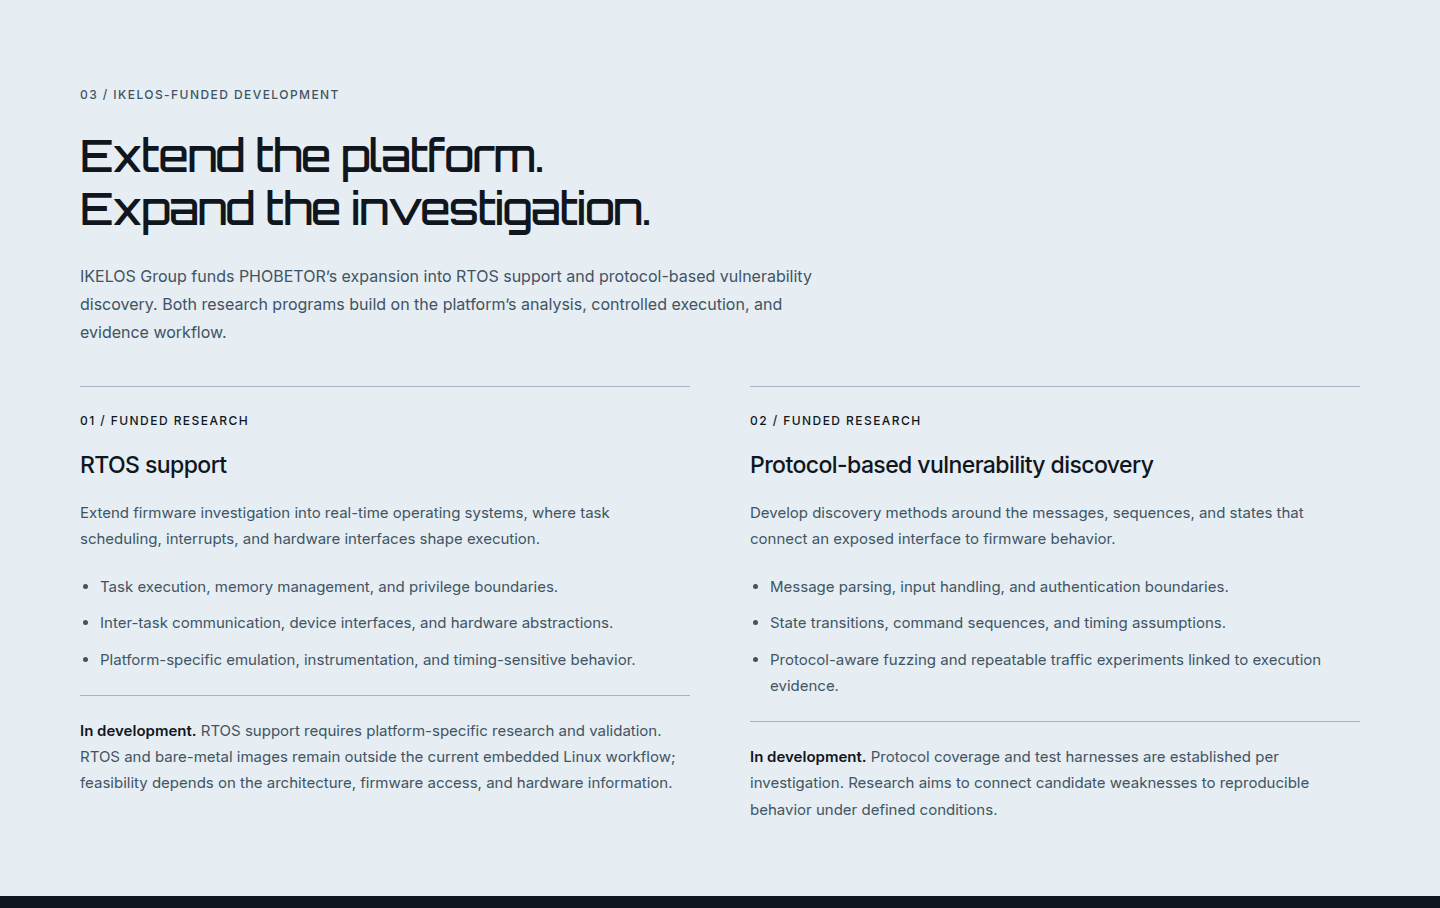 03 / IKELOS-FUNDED DEVELOPMENT
Extend the platform.
Expand the investigation.
IKELOS Group funds PHOBETOR’s expansion into RTOS support and protocol-based vulnerability
discovery. Both research programs build on the platform’s analysis, controlled execution, and
evidence workflow.
01 / FUNDED RESEARCH
RTOS support
Extend firmware investigation into real-time operating systems, where task
scheduling, interrupts, and hardware interfaces shape execution.
• Task execution, memory management, and privilege boundaries.
• Inter-task communication, device interfaces, and hardware abstractions.
• Platform-specific emulation, instrumentation, and timing-sensitive behavior.
In development. RTOS support requires platform-specific research and validation.
RTOS and bare-metal images remain outside the current embedded Linux workflow;
feasibility depends on the architecture, firmware access, and hardware information.
02 / FUNDED RESEARCH
Protocol-based vulnerability discovery
Develop discovery methods around the messages, sequences, and states that
connect an exposed interface to firmware behavior.
• Message parsing, input handling, and authentication boundaries.
• State transitions, command sequences, and timing assumptions.
• Protocol-aware fuzzing and repeatable traffic experiments linked to execution
evidence.
In development. Protocol coverage and test harnesses are established per
investigation. Research aims to connect candidate weaknesses to reproducible
behavior under defined conditions.